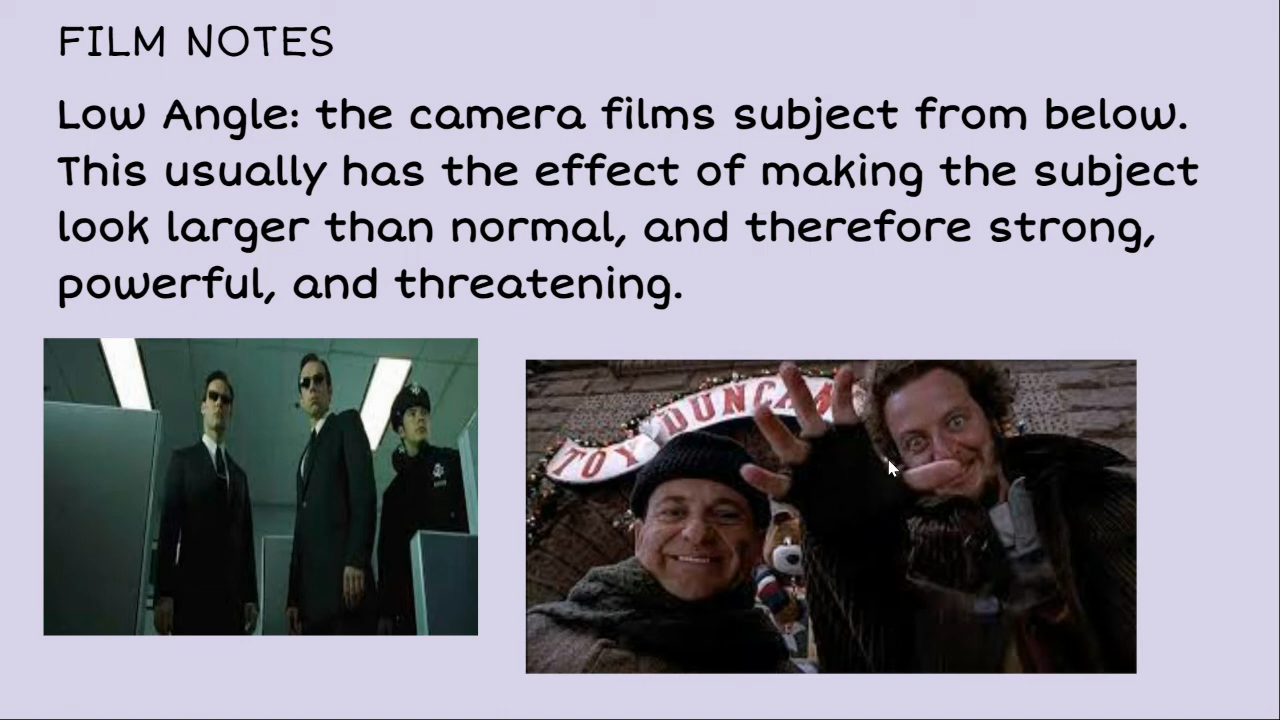 FILM NOTES
Low Angle: the camera films subject from below.
This usually has the effect of making the subject
look larger than normal, and therefore strong,
powerful, and threatening.
TOY DUNCA